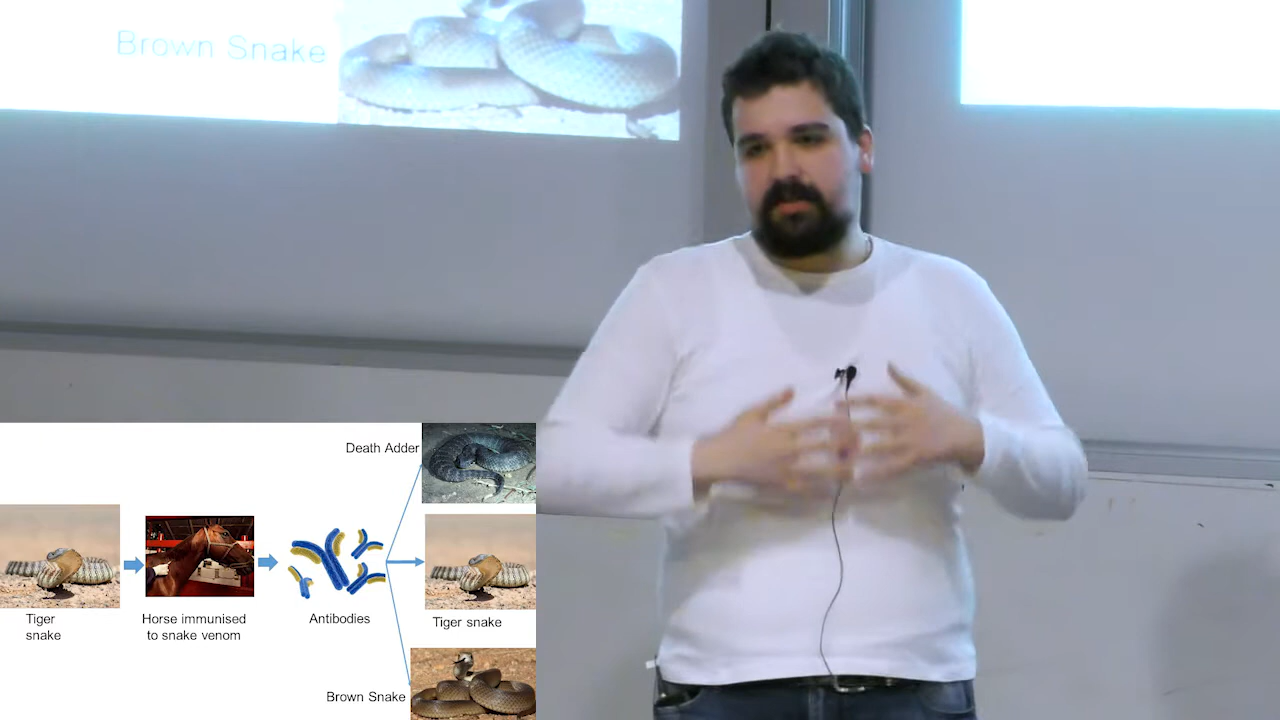 Brown Snake
Death Adder
Tiger
snake
Horse immunised
to snake venom
Antibodies
Tiger snake
Brown Snake